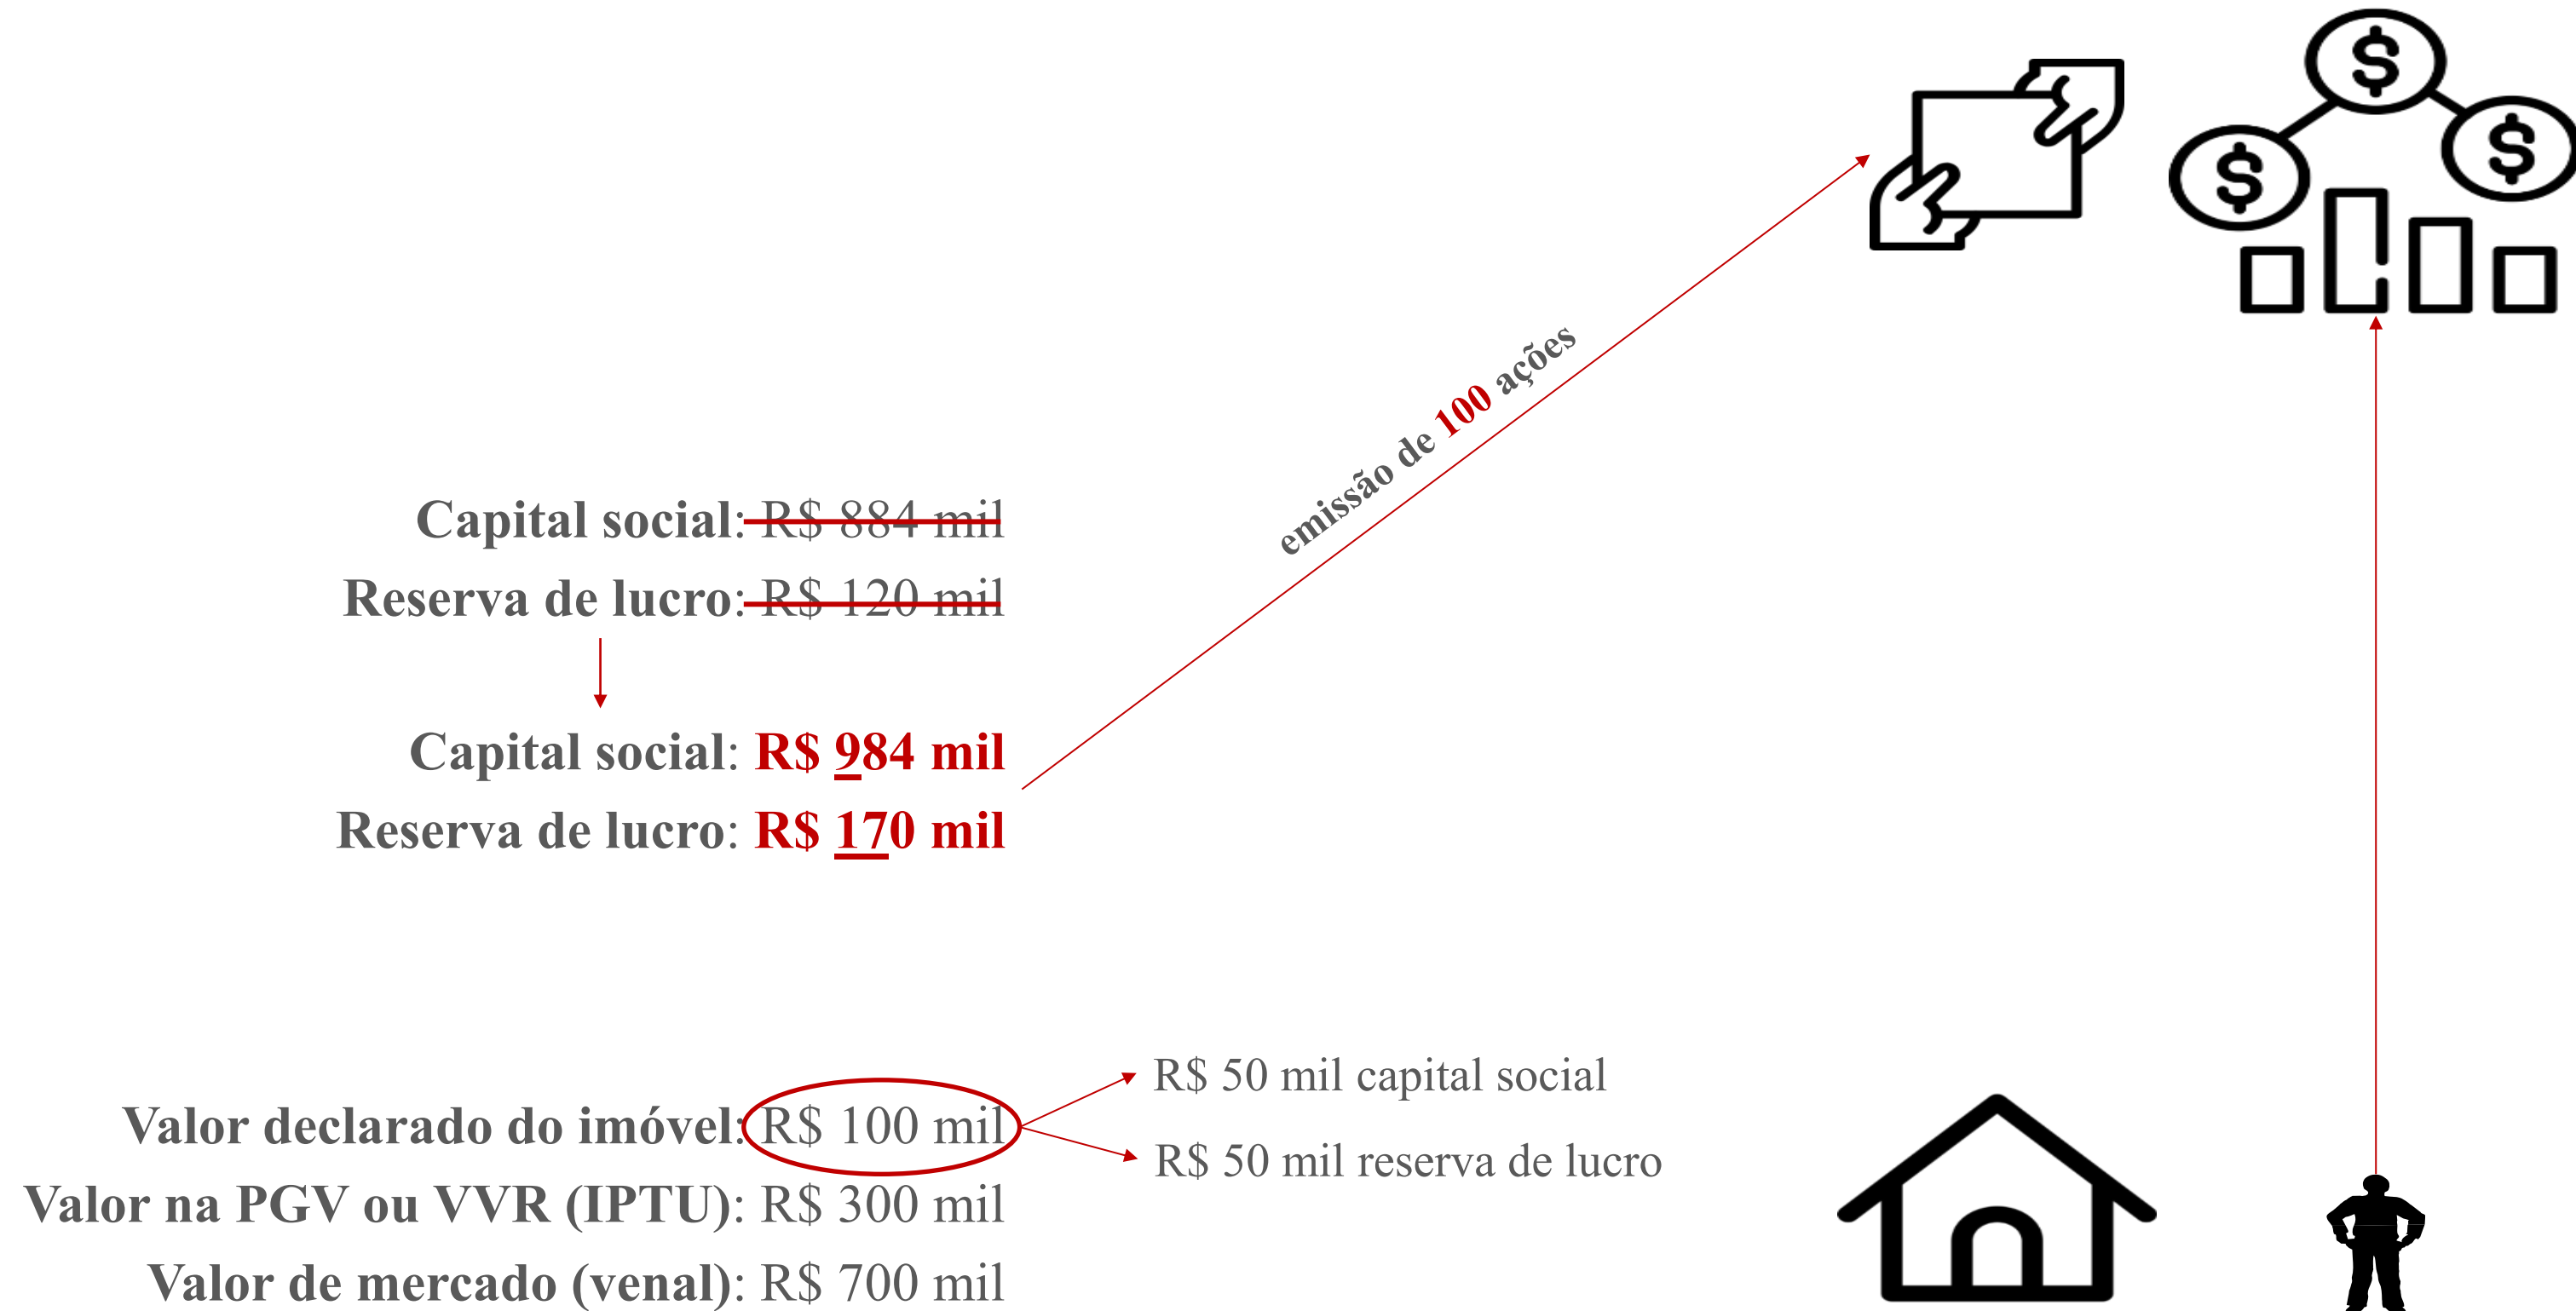 emissão de 100 ações
Capital social: R$ 884 mil
Reserva de lucro: R$ 120 mil
Capital social: R$ 984 mil
Reserva de lucro: R$ 170 mil
R$ 50 mil capital social
Valor declarado do imóvel: R$ 100 mil
R$ 50 mil reserva de lucro
Valor na PGV ou VVR (IPTU): R$ 300 mil
Valor de mercado (venal): R$ 700 mil
$
$
$